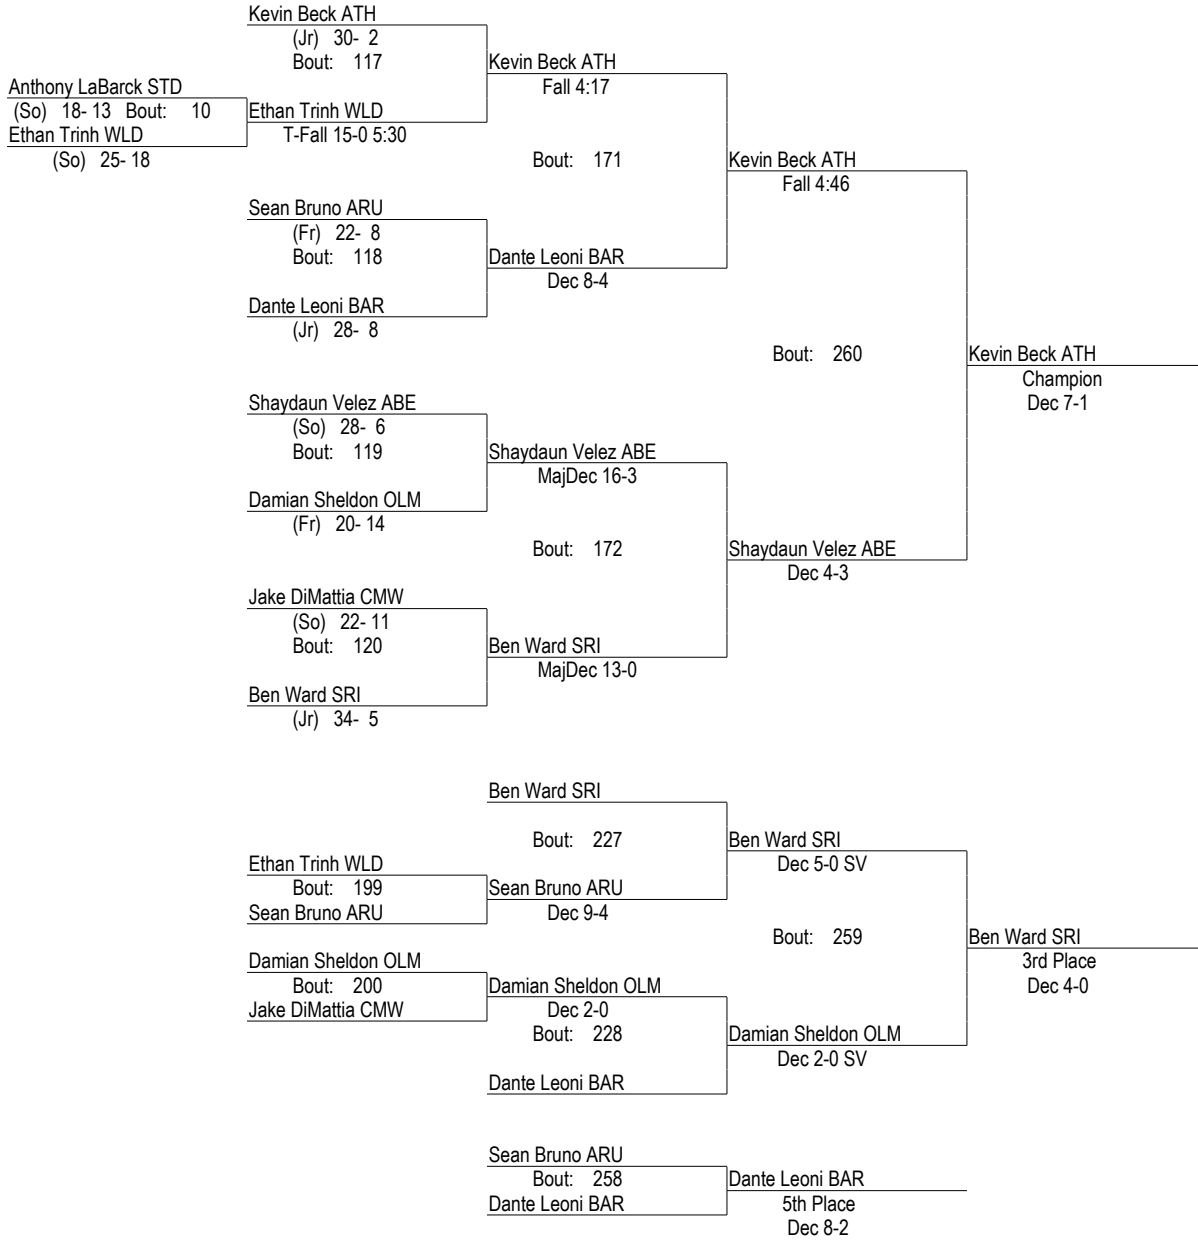 Kevin Beck ATH
(Jr) 30- 2
Bout: 117
Kevin Beck ATH
Fall 4:17
Anthony LaBarck STD
(So) 18- 13 Bout: 10
Ethan Trinh WLD
(So) 25- 18
Ethan Trinh WLD
T-Fall 15-0 5:30
Bout: 171
Kevin Beck ATH
Fall 4:46
Sean Bruno ARU
(Fr) 22- 8
Bout: 118
Dante Leoni BAR
Dec 8-4
Dante Leoni BAR
(Jr) 28- 8
Bout: 260
Kevin Beck ATH
Champion
Dec 7-1
Shaydaun Velez ABE
(So) 28- 6
Bout: 119
Shaydaun Velez ABE
MajDec 16-3
Damian Sheldon OLM
(Fr) 20- 14
Bout: 172
Shaydaun Velez ABE
Dec 4-3
Jake DiMattia CMW
(So) 22- 11
Bout: 120
Ben Ward SRI
MajDec 13-0
Ben Ward SRI
(Jr) 34- 5
Ben Ward SRI
Bout: 227
Ben Ward SRI
Dec 5-0 SV
Ethan Trinh WLD
Bout: 199
Sean Bruno ARU
Sean Bruno ARU
Dec 9-4
Bout: 259
Ben Ward SRI
3rd Place
Dec 4-0
Damian Sheldon OLM
Bout: 200
Jake DiMattia CMW
Damian Sheldon OLM
Dec 2-0
Bout: 228
Damian Sheldon OLM
Dec 2-0 SV
Dante Leoni BAR
Sean Bruno ARU
Bout: 258
Dante Leoni BAR
Dante Leoni BAR
5th Place
Dec 8-2